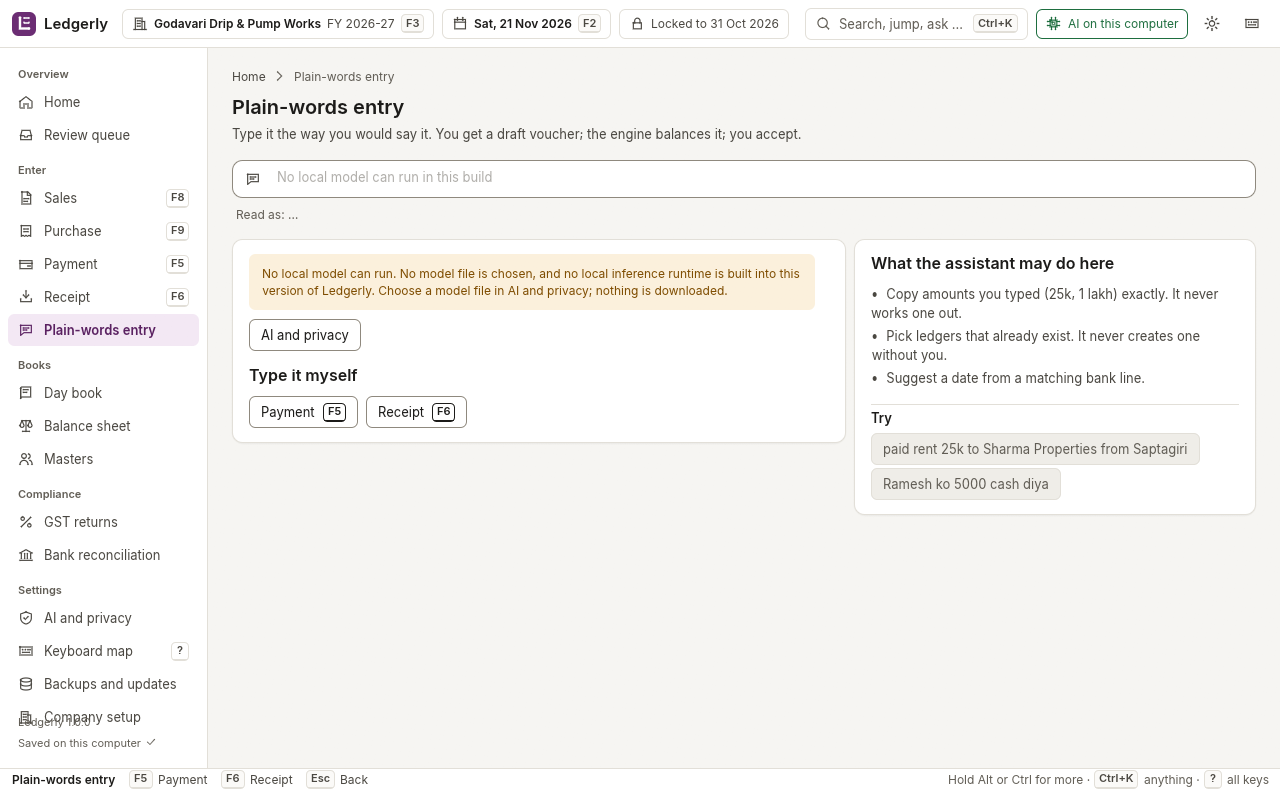 Ledgerly
Godavari Drip & Pump Works FY 2026-27 F3
Sat, 21 Nov 2026 F2
Locked to 31 Oct 2026
Search, jump, ask ... Ctrl+K
AI on this computer
Overview
Home
Review queue
Enter
Sales F8
Purchase F9
Payment F5
Receipt F6
Plain-words entry
Books
Day book
Balance sheet
Masters
Compliance
GST returns
Bank reconciliation
Settings
AI and privacy
Keyboard map ?
Backups and updates
Company setup
Ledgerly 1.0.0
Saved on this computer
Home > Plain-words entry
Plain-words entry
Type it the way you would say it. You get a draft voucher; the engine balances it; you accept.
No local model can run in this build
Read as: ...
No local model can run. No model file is chosen, and no local inference runtime is built into this
version of Ledgerly. Choose a model file in AI and privacy; nothing is downloaded.
AI and privacy
Type it myself
Payment F5
Receipt F6
What the assistant may do here
• Copy amounts you typed (25k, 1 lakh) exactly. It never
works one out.
• Pick ledgers that already exist. It never creates one
without you.
• Suggest a date from a matching bank line.
Try
paid rent 25k to Sharma Properties from Saptagiri
Ramesh ko 5000 cash diya
Plain-words entry F5 Payment F6 Receipt Esc Back
Hold Alt or Ctrl for more · Ctrl+K anything · ? all keys